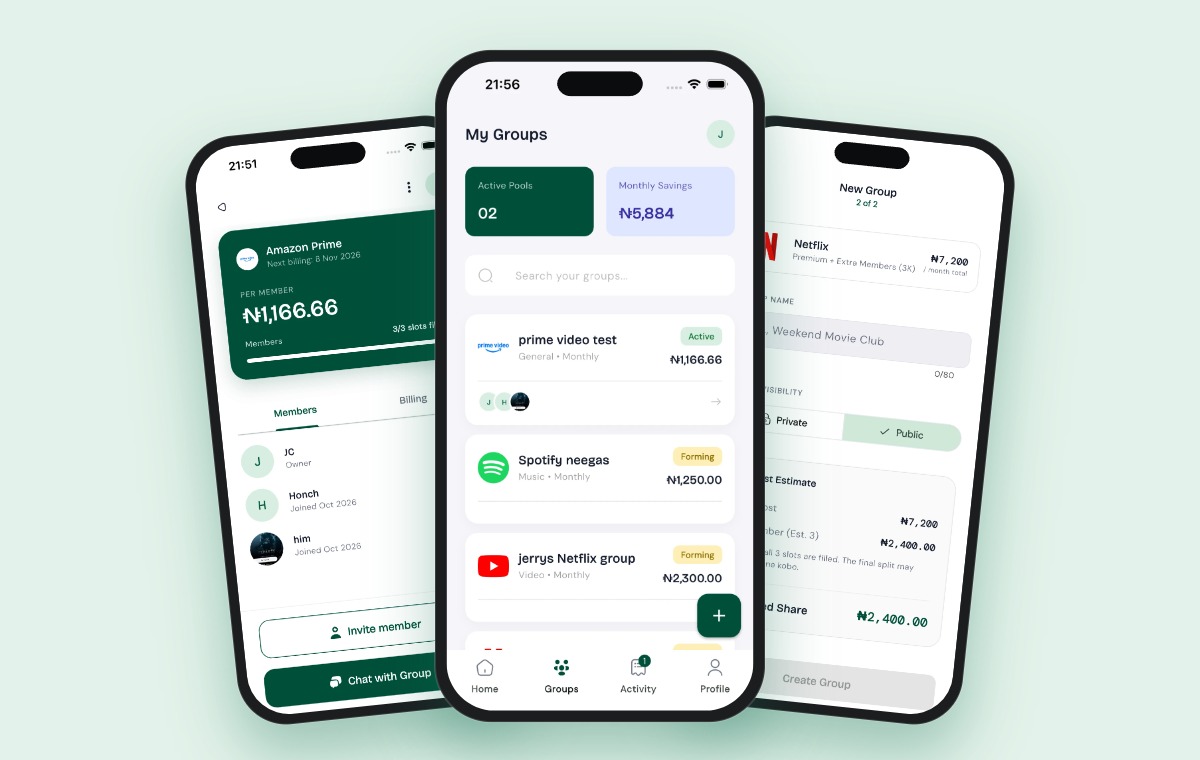 21:51
Amazon Prime
Next billing: 8 Nov 2026
PER MEMBER
₦1,166.66
Members
3/3 slots
Members
Billing
J
JC
Owner
H
Honch
Joined Oct 2026
him
Joined Oct 2026
Invite member
Chat with Group
21:56
My Groups
J
Active Pools
02
Monthly Savings
₦5,884
Search your groups...
prime video
prime video test
General • Monthly
Active
₦1,166.66
J
H
Spotify neegas
Music • Monthly
Forming
₦1,250.00
jerrys Netflix group
Video • Monthly
Forming
₦2,300.00
+
Home
Groups
1
Activity
Profile
New Group
2 of 2
Netflix
Premium + Extra Members (3X)
₦7,200
/ month total
NAME
Weekend Movie Club
0/80
Private
Public
Estimate
₦7,200
(Est. 3)
₦2,400.00
all 3 slots are filled. The final split may
kobo.
Share
₦2,400.00
Create Group